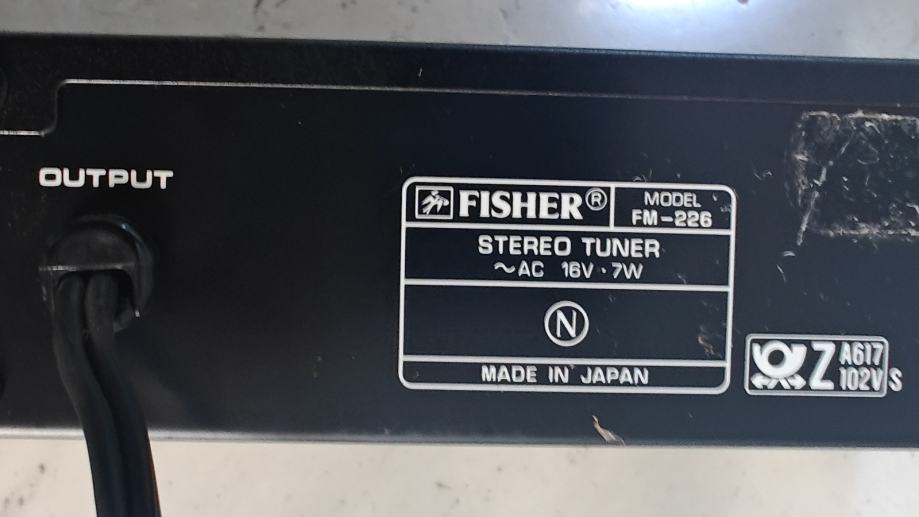 OUTPUT
FISHER®
MODEL
FM-226
STEREO TUNER
~AC 16V·7W
N
MADE IN JAPAN
Z A617
102V S